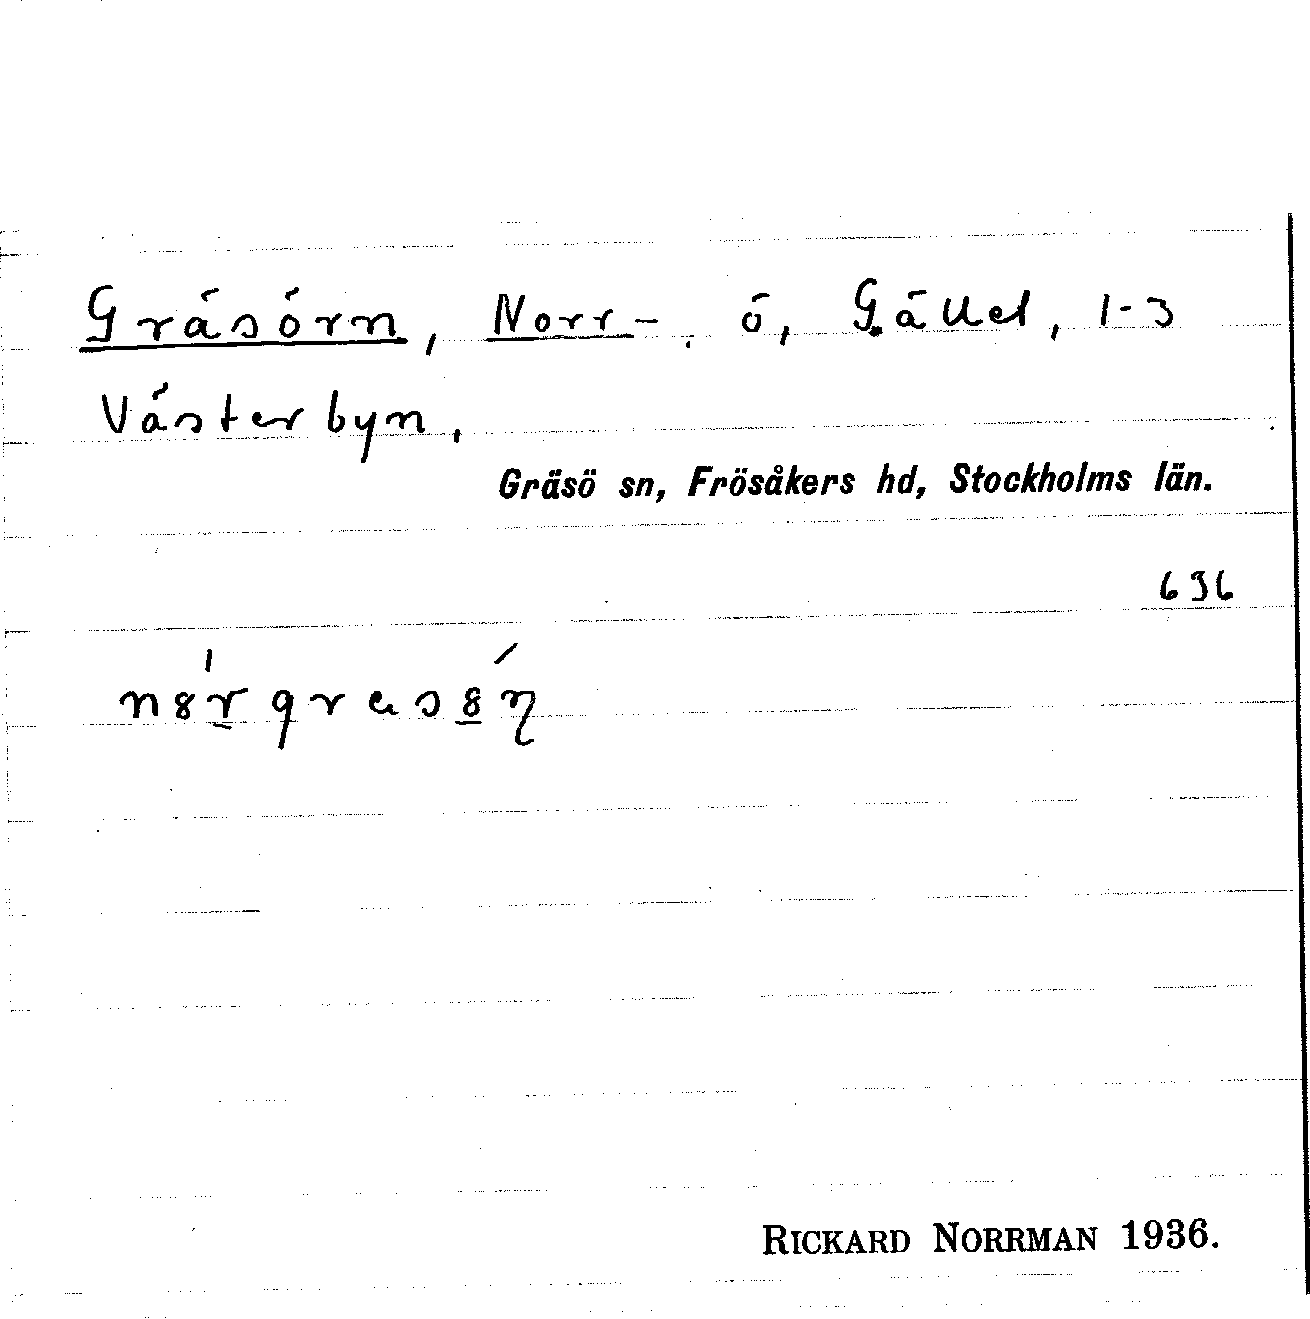 Gräsörn, Norr-, ö, Gället, 1-3
Västerbyn,
Gräsö sn, Frösåkers hd, Stockholms län.
636
RICKARD NORRMAN 1936.